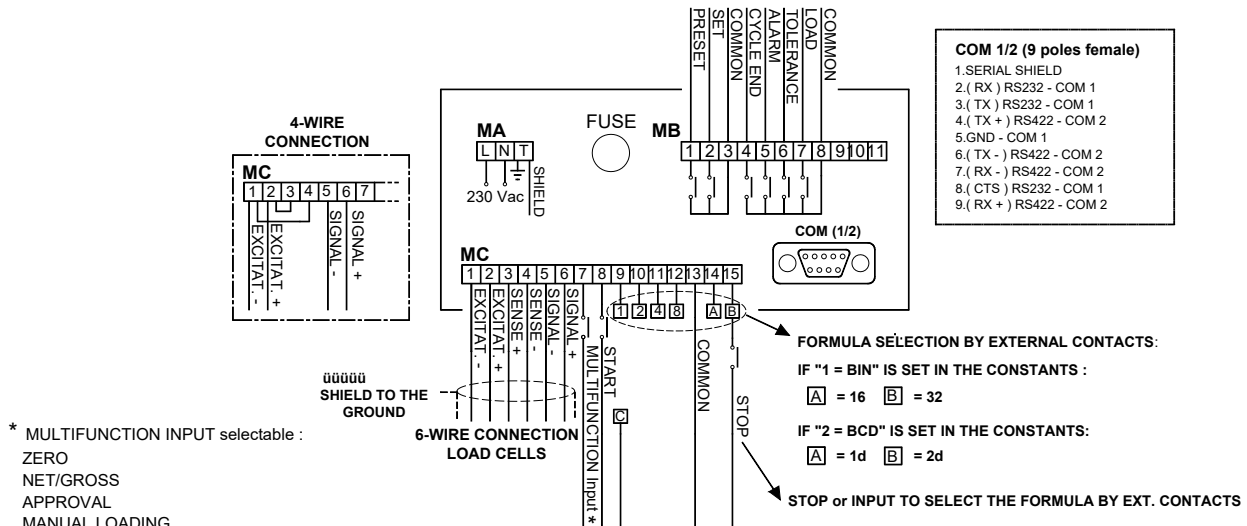 PRESET
SET
COMMON
CYCLE END
ALARM
TOLERANCE
LOAD
COMMON
COM 1/2 (9 poles female)
1.SERIAL SHIELD
2.( RX ) RS232 - COM 1
3.( TX ) RS232 - COM 1
4.( TX + ) RS422 - COM 2
5.GND - COM 1
6.( TX - ) RS422 - COM 2
7.( RX - ) RS422 - COM 2
8.( CTS ) RS232 - COM 1
9.( RX + ) RS422 - COM 2
4-WIRE
CONNECTION
MC
1 2 3 4 5 6 7
EXCITAT. -
EXCITAT. +
SIGNAL -
SIGNAL +
MA
L N T
230 Vac
SHIELD
FUSE
MB
1 2 3 4 5 6 7 8 9 10 11
COM (1/2)
MC
1 2 3 4 5 6 7 8 9 10 11 12 13 14 15
1 2 4 8 A B
EXCITAT. -
EXCITAT. +
SENSE +
SENSE -
SIGNAL -
SIGNAL +
MULTIFUNCTION Input *
START
C
COMMON
STOP
üüüüü
SHIELD TO THE
GROUND
6-WIRE CONNECTION
LOAD CELLS
FORMULA SELECTION BY EXTERNAL CONTACTS:
IF "1 = BIN" IS SET IN THE CONSTANTS :
A = 16 B = 32
IF "2 = BCD" IS SET IN THE CONSTANTS:
A = 1d B = 2d
STOP or INPUT TO SELECT THE FORMULA BY EXT. CONTACTS
* MULTIFUNCTION INPUT selectable :
ZERO
NET/GROSS
APPROVAL
MANUAL LOADING